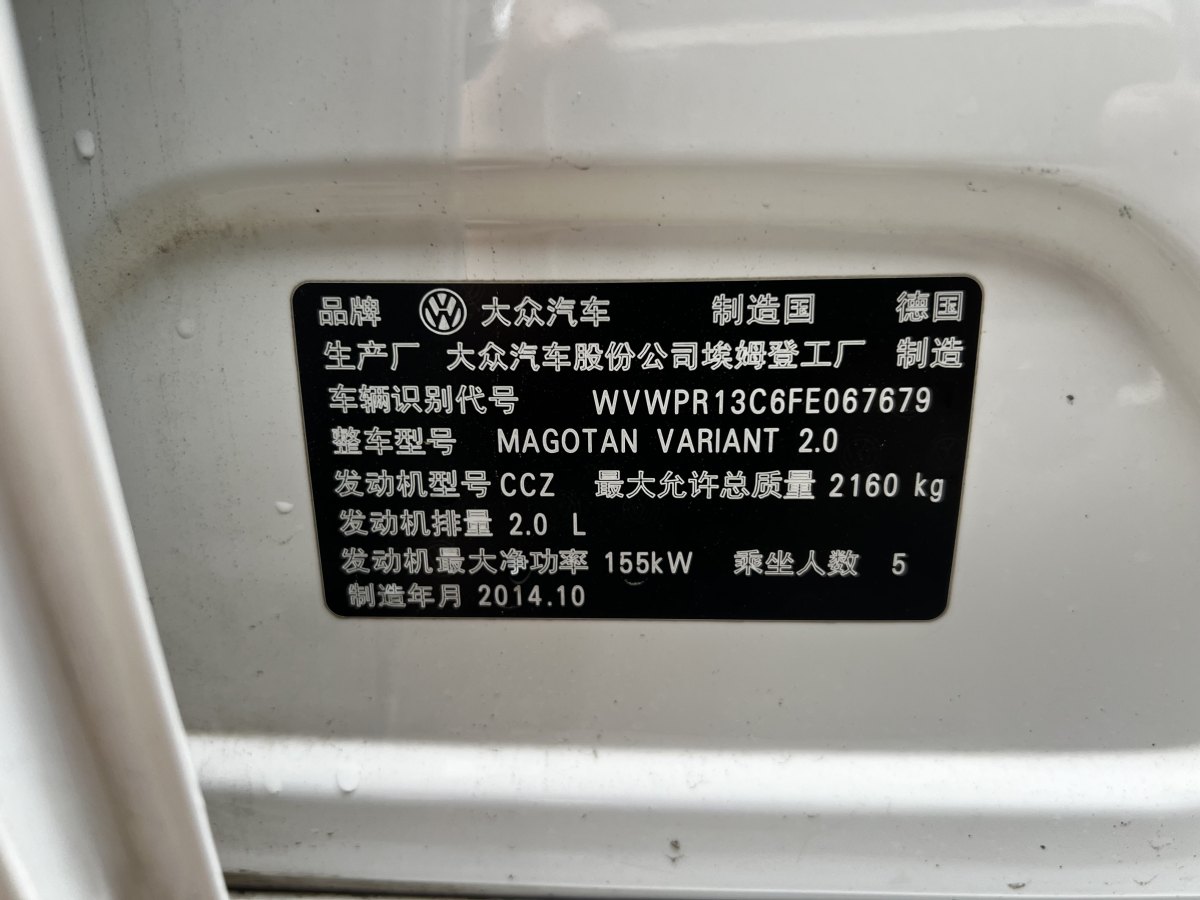 品牌 大众汽车 制造国 德国
生产厂 大众汽车股份公司埃姆登工厂 制造
车辆识别代号 WVWPR13C6FE067679
整车型号 MAGOTAN VARIANT 2.0
发动机型号 CCZ 最大允许总质量 2160 kg
发动机排量 2.0 L
发动机最大净功率 155kW 乘坐人数 5
制造年月 2014.10